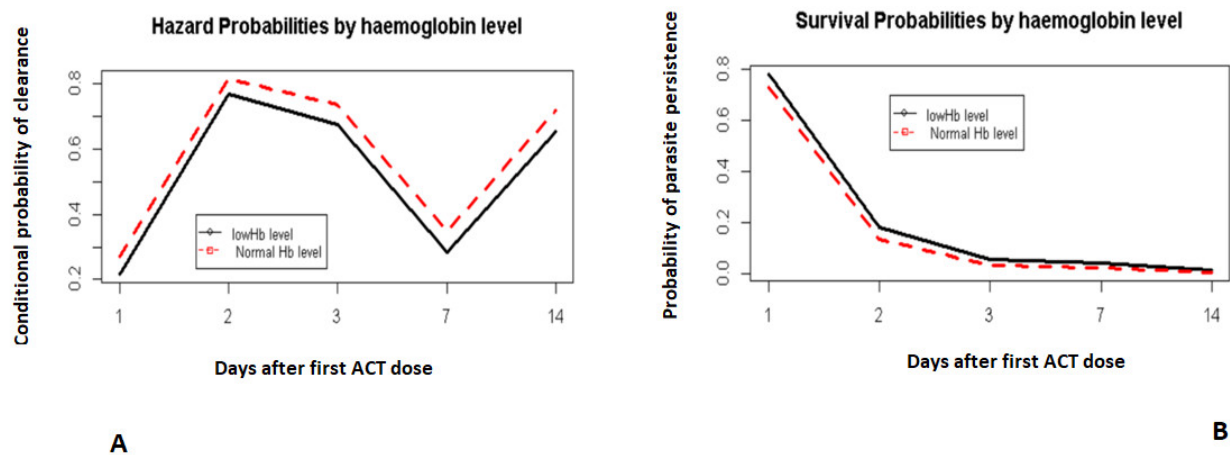 Hazard Probabilities by haemoglobin level
Conditional probability of clearance
0.8
0.6
0.4
0.2
lowHb level
Normal Hb level
1 2 3 7 14
Days after first ACT dose
A
Survival Probabilities by haemoglobin level
Probability of parasite persistence
0.8
0.6
0.4
0.2
0.0
lowHb level
Normal Hb level
1 2 3 7 14
Days after first ACT dose
B